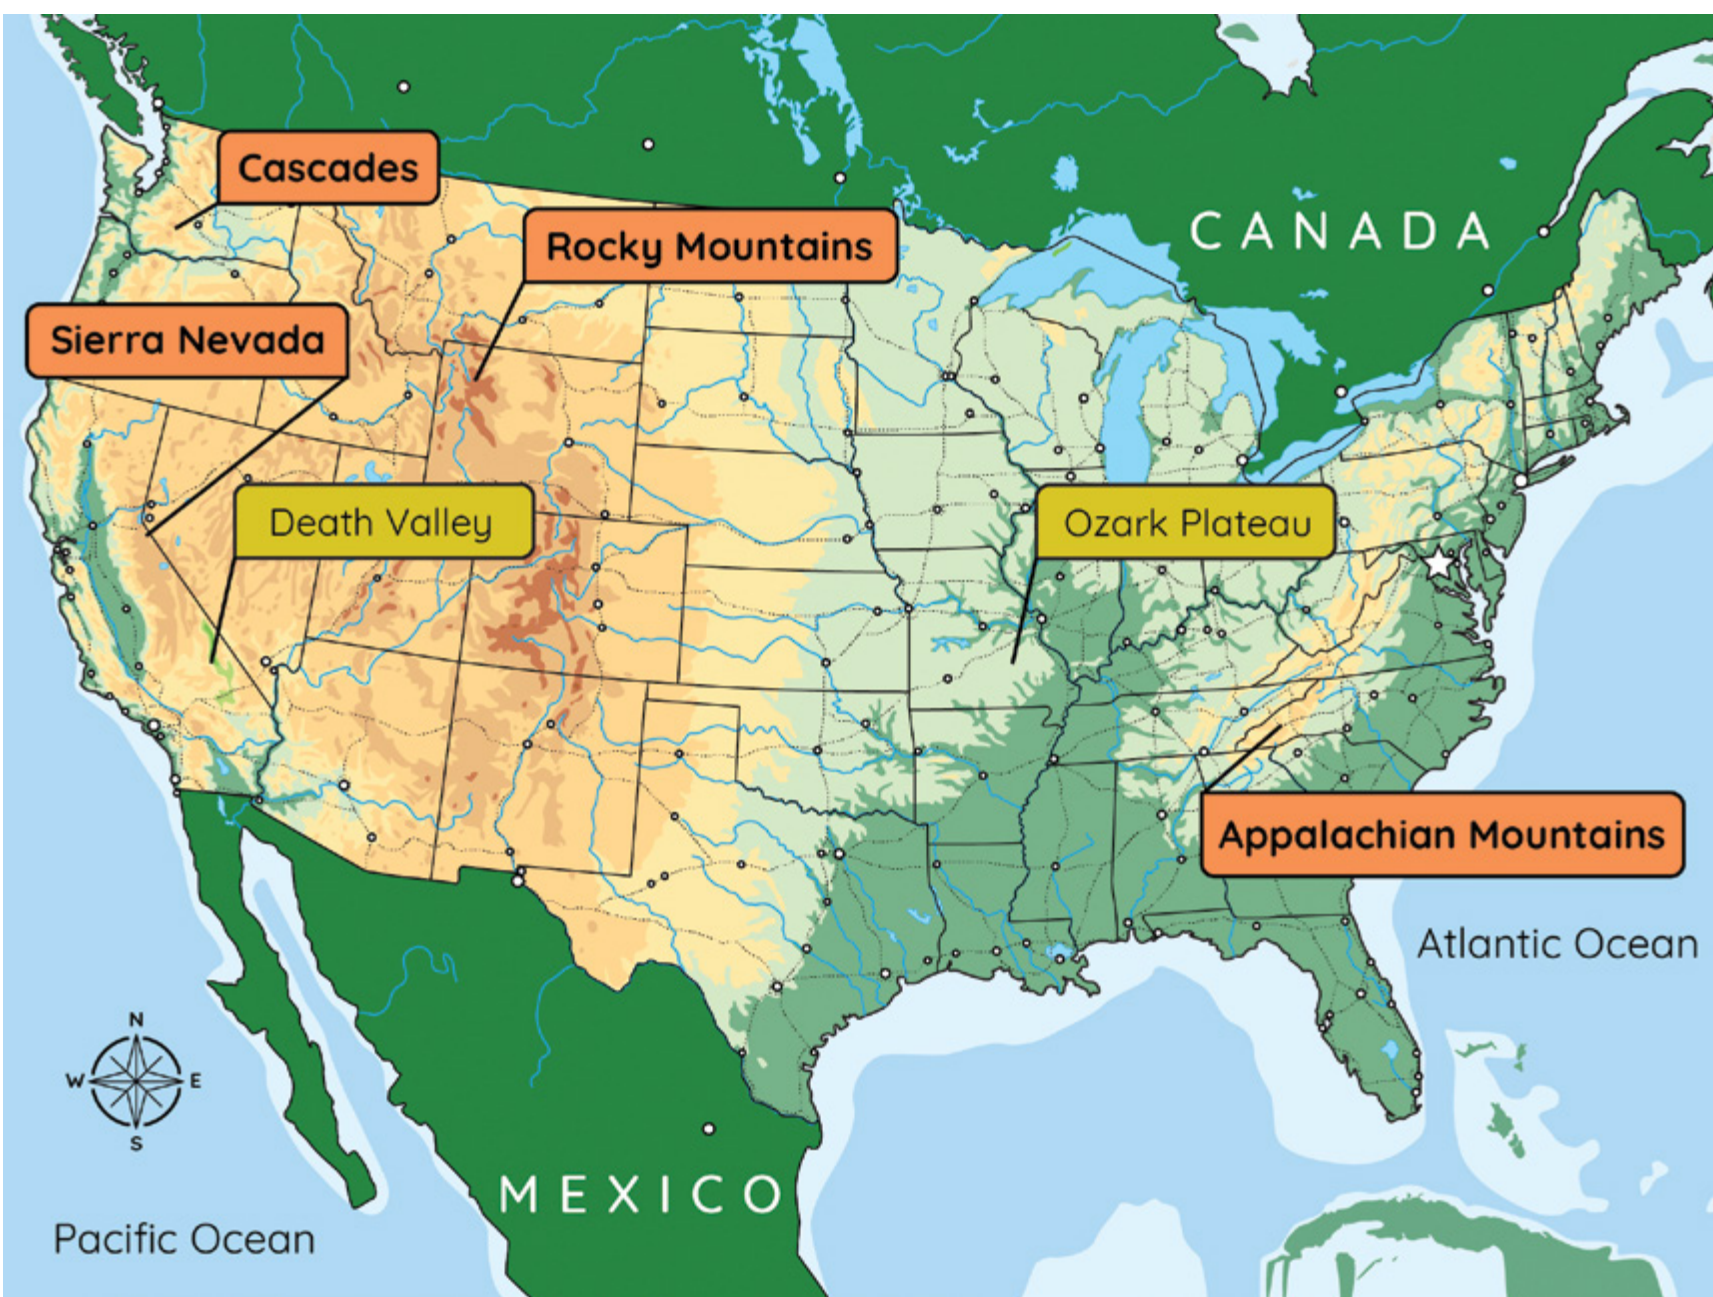 Cascades
CANADA
Rocky Mountains
Sierra Nevada
Death Valley
Ozark Plateau
Appalachian Mountains
Atlantic Ocean
N
W E
S
MEXICO
Pacific Ocean